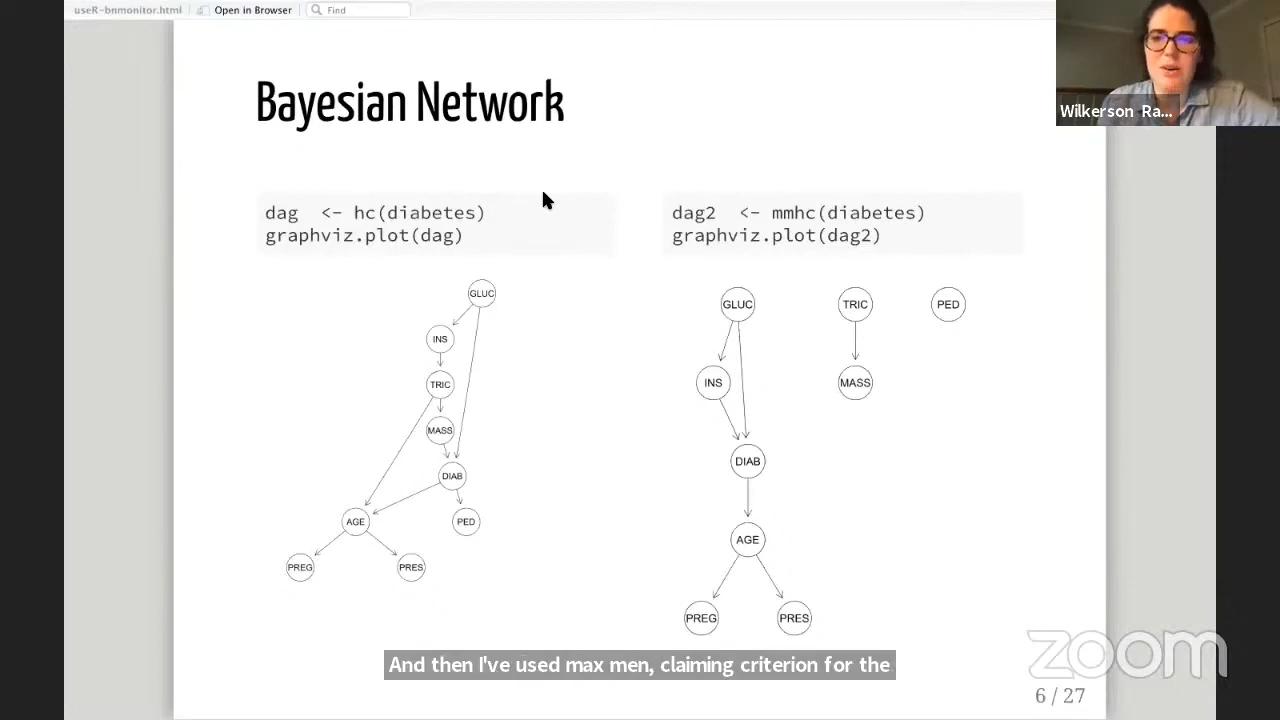 useR-bnmonitor.html
Open in Browser
Find
Wilkerson Ra...
Bayesian Network
dag <- hc(diabetes)
graphviz.plot(dag)
dag2 <- mmhc(diabetes)
graphviz.plot(dag2)
GLUC
INS
TRIC
MASS
DIAB
AGE
PED
PREG
PRES
GLUC
TRIC
PED
INS
MASS
DIAB
AGE
PREG
PRES
And then I've used max men, claiming criterion for the
zoom
6 / 27